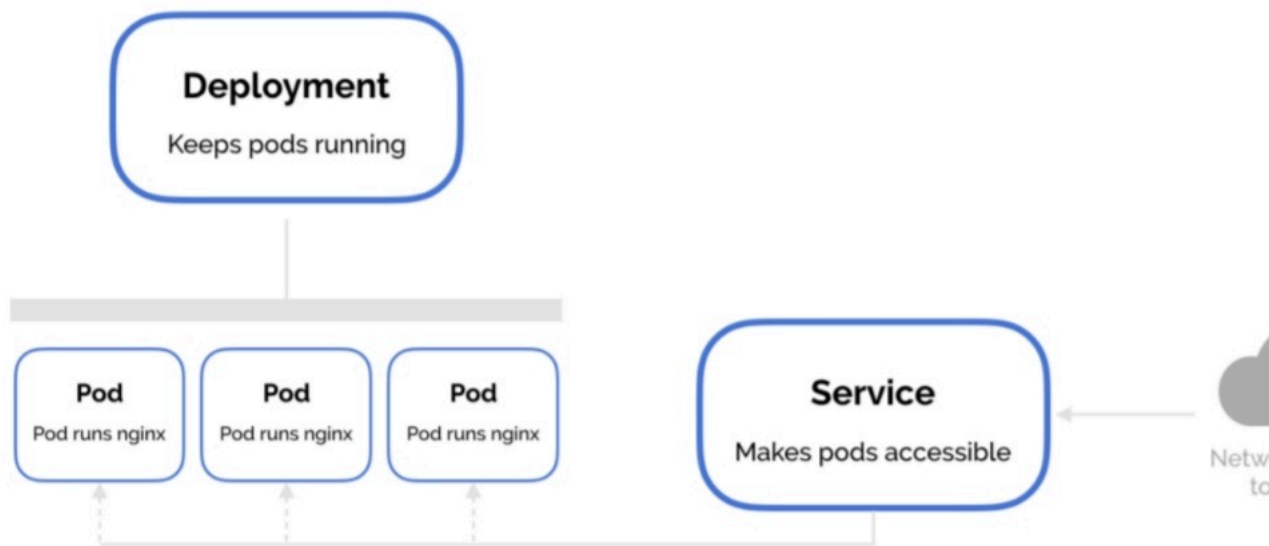 Deployment
Keeps pods running
Pod
Pod runs nginx
Pod
Pod runs nginx
Pod
Pod runs nginx
Service
Makes pods accessible
to